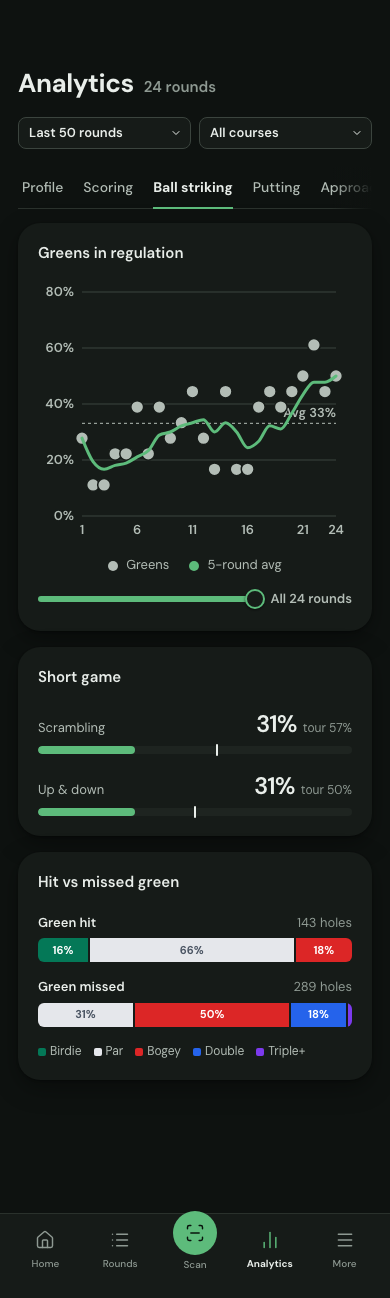 Analytics 24 rounds
Last 50 rounds All courses
Profile Scoring Ball striking Putting Approa
Greens in regulation
80%
60%
40%
Avg 33%
20%
0%
1 6 11 16 21 24
Greens 5-round avg
All 24 rounds
Short game
Scrambling 31% tour 57%
Up & down 31% tour 50%
Hit vs missed green
Green hit 143 holes
16% 66% 18%
Green missed 289 holes
31% 50% 18%
Birdie Par Bogey Double Triple+
Home Rounds Scan Analytics More